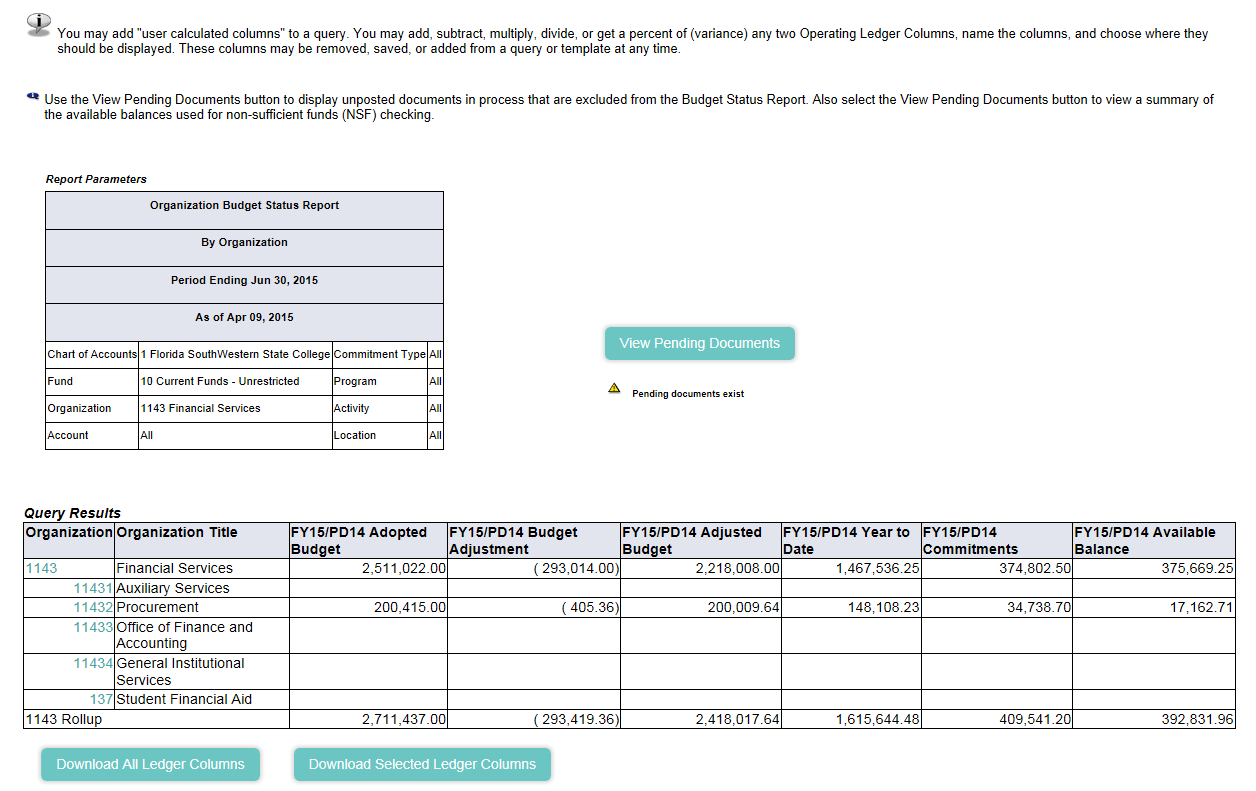 You may add "user calculated columns" to a query. You may add, subtract, multiply, divide, or get a percent of (variance) any two Operating Ledger Columns, name the columns, and choose where they
should be displayed. These columns may be removed, saved, or added from a query or template at any time.
Use the View Pending Documents button to display unposted documents in process that are excluded from the Budget Status Report. Also select the View Pending Documents button to view a summary of
the available balances used for non-sufficient funds (NSF) checking.
Report Parameters
Organization Budget Status Report
By Organization
Period Ending Jun 30, 2015
As of Apr 09, 2015
Chart of Accounts 1 Florida SouthWestern State College Commitment Type All
Fund 10 Current Funds - Unrestricted Program All
Organization 1143 Financial Services Activity All
Account All Location All
View Pending Documents
Pending documents exist
Query Results
Organization Organization Title FY15/PD14 Adopted FY15/PD14 Budget FY15/PD14 Adjusted FY15/PD14 Year to FY15/PD14 FY15/PD14 Available
Budget Adjustment Budget Date Commitments Balance
1143 Financial Services 2,511,022.00 ( 293,014.00) 2,218,008.00 1,467,536.25 374,802.50 375,669.25
11431 Auxiliary Services
11432 Procurement 200,415.00 ( 405.36) 200,009.64 148,108.23 34,738.70 17,162.71
11433 Office of Finance and
Accounting
11434 General Institutional
Services
137 Student Financial Aid
1143 Rollup 2,711,437.00 ( 293,419.36) 2,418,017.64 1,615,644.48 409,541.20 392,831.96
Download All Ledger Columns Download Selected Ledger Columns